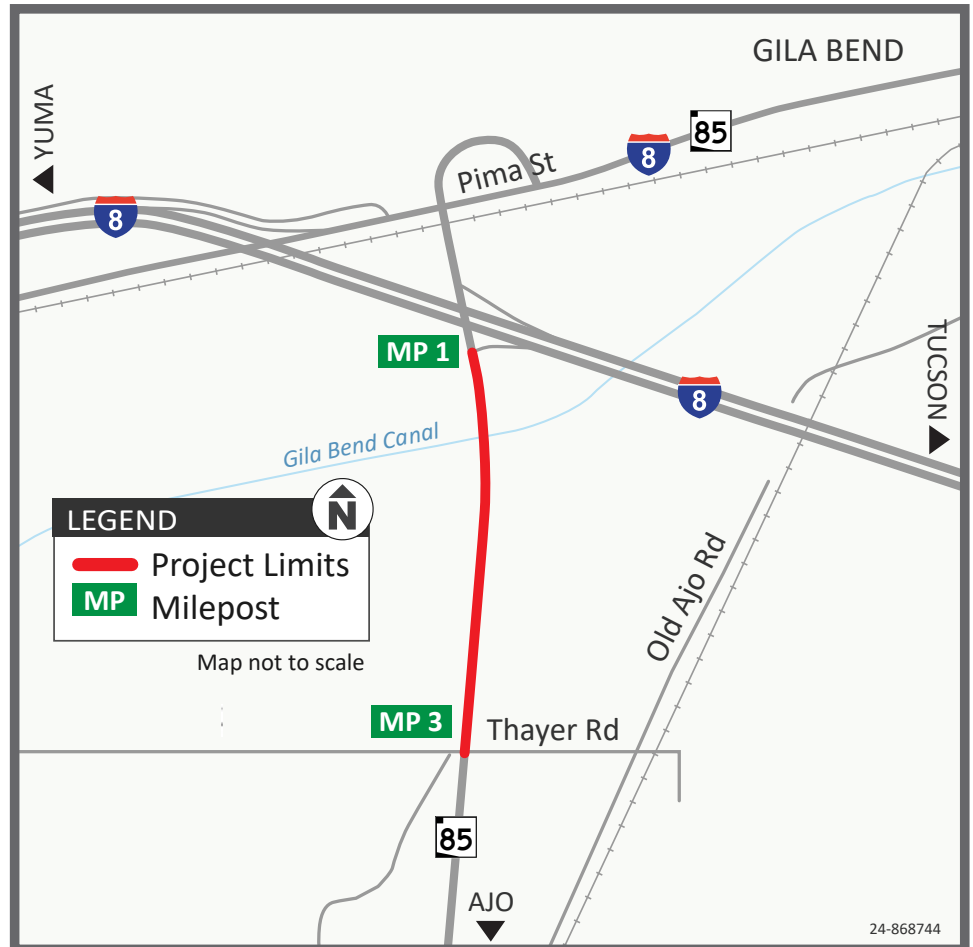 GILA BEND
YUMA
85
8
Pima St
8
MP 1
TUCSON
8
Gila Bend Canal
LEGEND
N
Project Limits
MP
Milepost
Map not to scale
Old Ajo Rd
MP 3
Thayer Rd
85
AJO
24-868744